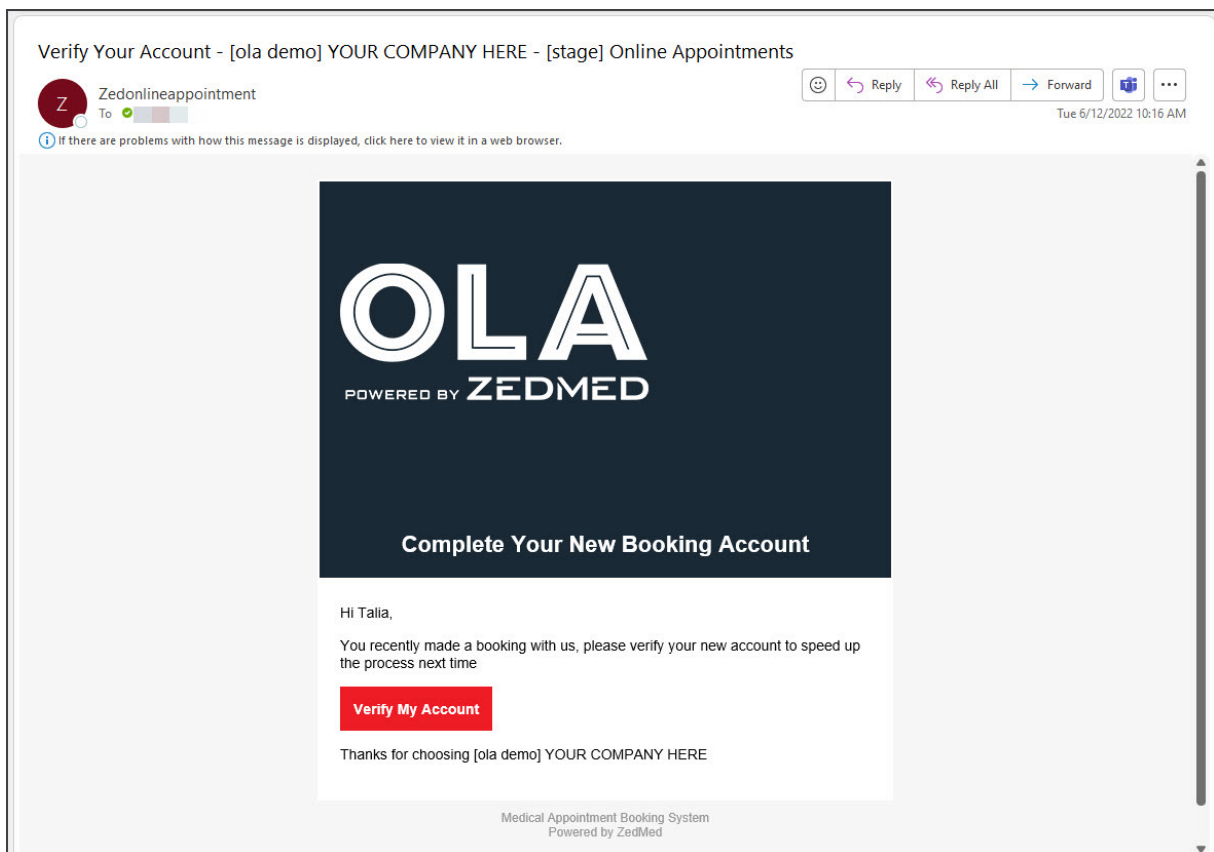 Verify Your Account - [ola demo] YOUR COMPANY HERE - [stage] Online Appointments
Z
Zedonlineappointment
To
Reply
Reply All
Forward
Tue 6/12/2022 10:16 AM
If there are problems with how this message is displayed, click here to view it in a web browser.
OLA
POWERED BY ZEDMED
Complete Your New Booking Account
Hi Talia,
You recently made a booking with us, please verify your new account to speed up
the process next time
Verify My Account
Thanks for choosing [ola demo] YOUR COMPANY HERE
Medical Appointment Booking System
Powered by ZedMed